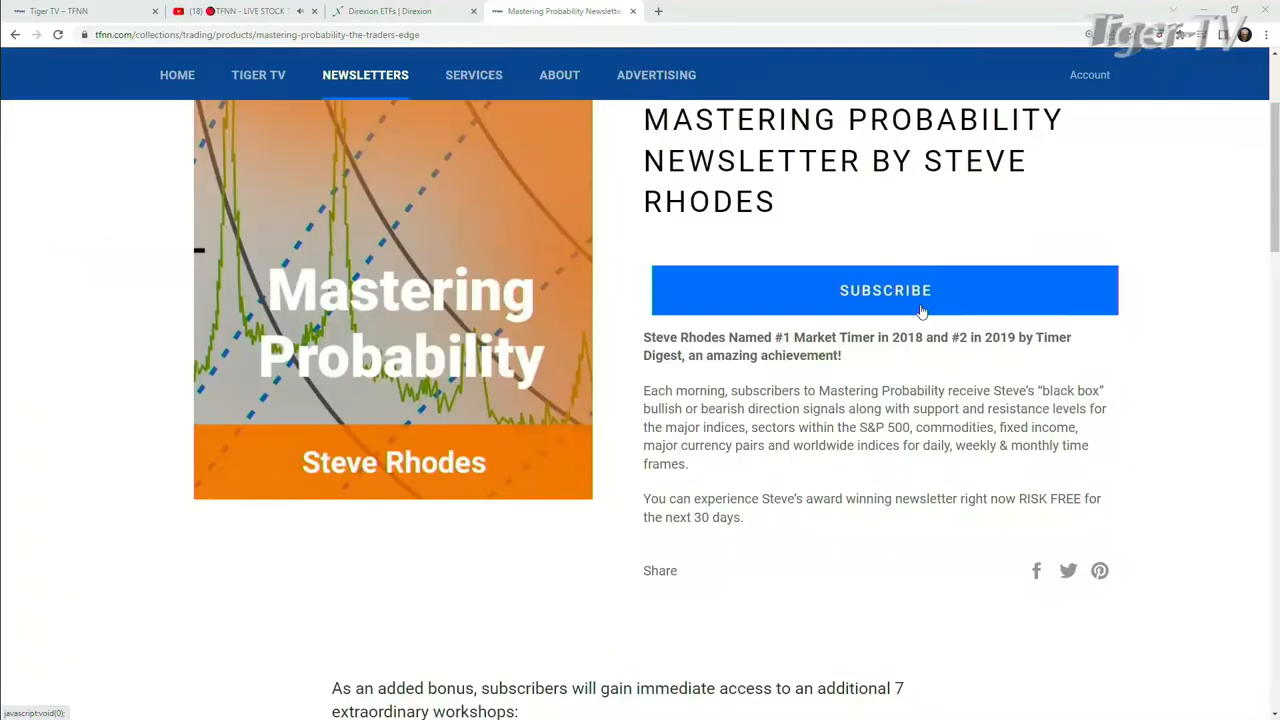 Tiger TV – TFNN
(18) 🔴TFNN - LIVE STOCK T
Direxion ETFs | Direxion
Mastering Probability Newslette
tfnn.com/collections/trading/products/mastering-probability-the-traders-edge
Tiger TV
HOME
TIGER TV
NEWSLETTERS
SERVICES
ABOUT
ADVERTISING
Account
Mastering
Probability
Steve Rhodes
MASTERING PROBABILITY
NEWSLETTER BY STEVE
RHODES
SUBSCRIBE
Steve Rhodes Named #1 Market Timer in 2018 and #2 in 2019 by Timer
Digest, an amazing achievement!
Each morning, subscribers to Mastering Probability receive Steve's “black box”
bullish or bearish direction signals along with support and resistance levels for
the major indices, sectors within the S&P 500, commodities, fixed income,
major currency pairs and worldwide indices for daily, weekly & monthly time
frames.
You can experience Steve's award winning newsletter right now RISK FREE for
the next 30 days.
Share
As an added bonus, subscribers will gain immediate access to an additional 7
extraordinary workshops:
javascript:void(0);